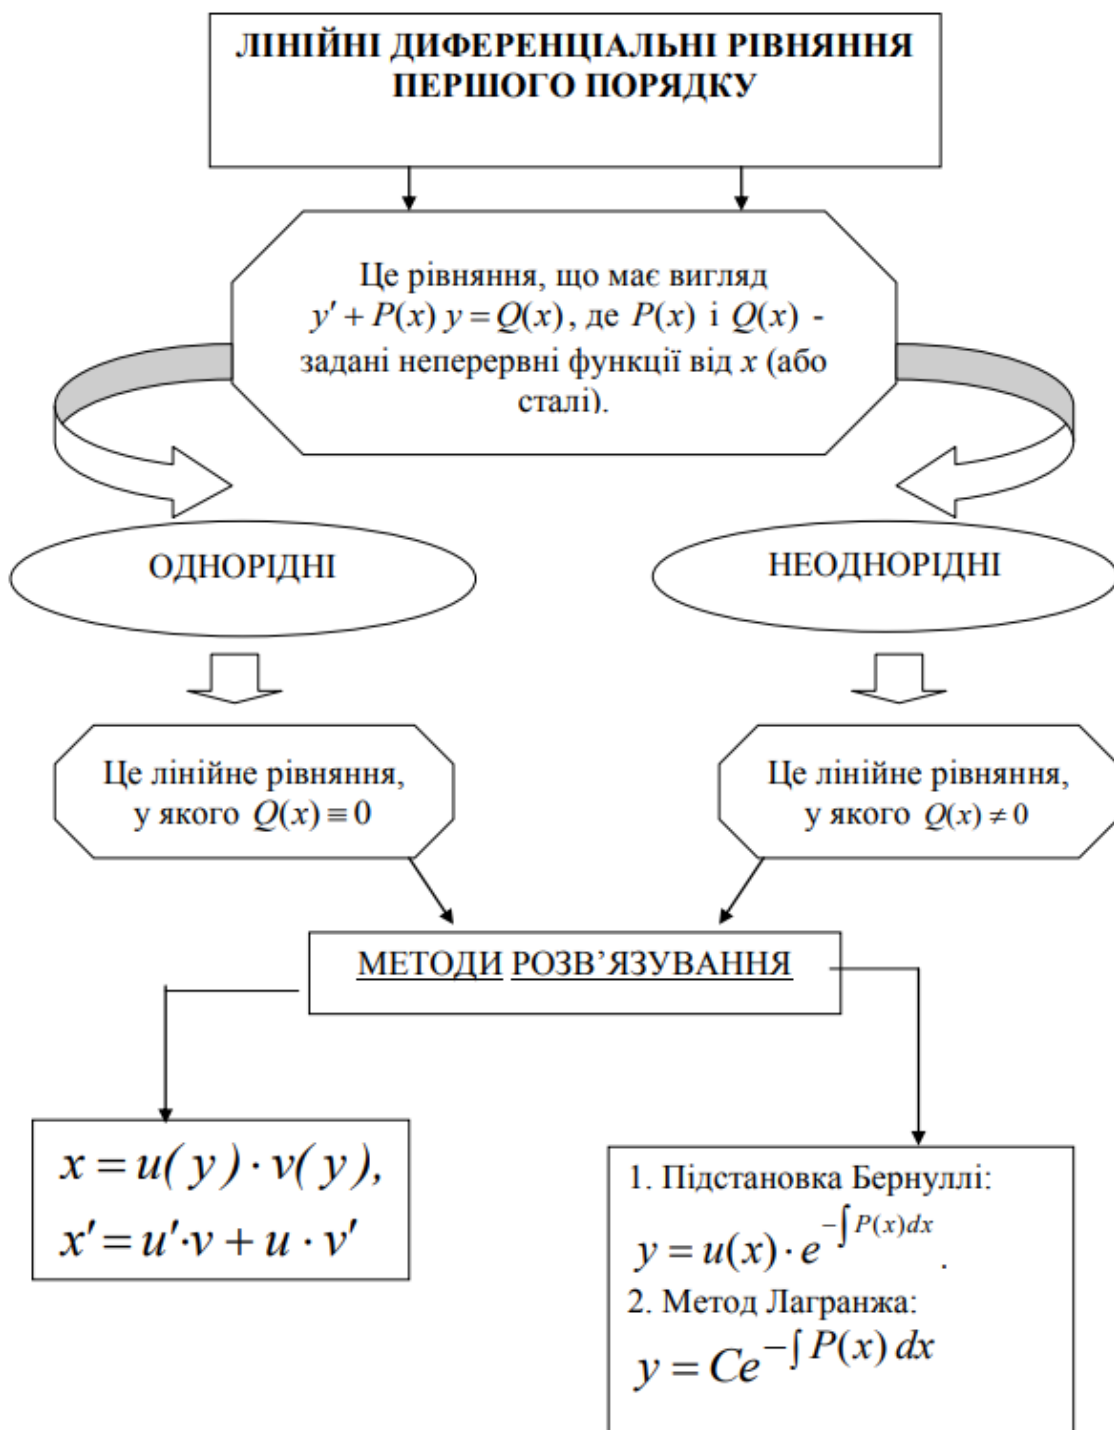 ЛІНІЙНІ ДИФЕРЕНЦІАЛЬНІ РІВНЯННЯ
ПЕРШОГО ПОРЯДКУ
Це рівняння, що має вигляд
y′ + P(x) y = Q(x), де P(x) і Q(x) -
задані неперервні функції від x (або
сталі).
ОДНОРІДНІ
НЕОДНОРІДНІ
Це лінійне рівняння,
у якого Q(x) ≡ 0
Це лінійне рівняння,
у якого Q(x) ≠ 0
МЕТОДИ РОЗВ’ЯЗУВАННЯ
x = u(y) · v(y),
x′ = u′·v + u · v′
1. Підстановка Бернуллі:
y = u(x) · e^{−∫P(x)dx}.
2. Метод Лагранжа:
y = Ce^{−∫P(x) dx}